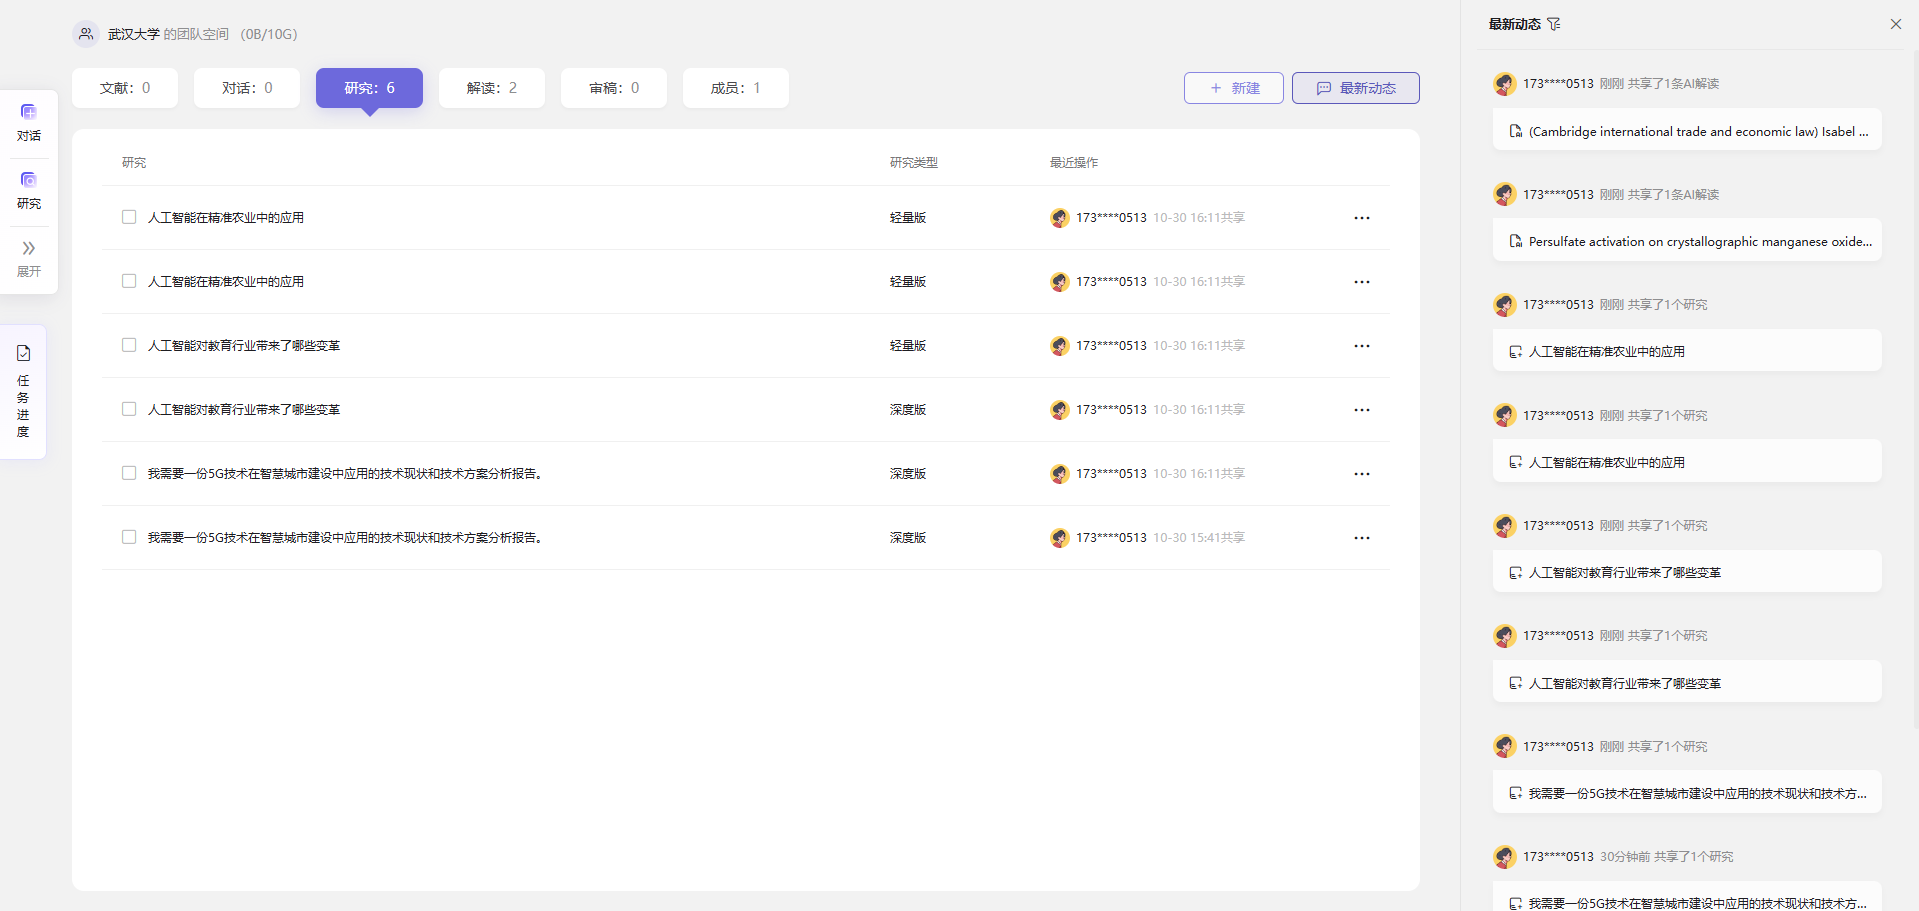 武汉大学 的团队空间 （0B/10G）
文献：0
对话：0
研究：6
解读：2
审稿：0
成员：1
+ 新建
最新动态
对话
研究
展开
任务进度
研究 研究类型 最近操作
人工智能在精准农业中的应用 轻量版 173****0513 10-30 16:11共享 ···
人工智能在精准农业中的应用 轻量版 173****0513 10-30 16:11共享 ···
人工智能对教育行业带来了哪些变革 轻量版 173****0513 10-30 16:11共享 ···
人工智能对教育行业带来了哪些变革 深度版 173****0513 10-30 16:11共享 ···
我需要一份5G技术在智慧城市建设中应用的技术现状和技术方案分析报告。 深度版 173****0513 10-30 16:11共享 ···
我需要一份5G技术在智慧城市建设中应用的技术现状和技术方案分析报告。 深度版 173****0513 10-30 15:41共享 ···
最新动态
173****0513 刚刚 共享了1条AI解读
(Cambridge international trade and economic law) Isabel ...
173****0513 刚刚 共享了1条AI解读
Persulfate activation on crystallographic manganese oxide...
173****0513 刚刚 共享了1个研究
人工智能在精准农业中的应用
173****0513 刚刚 共享了1个研究
人工智能在精准农业中的应用
173****0513 刚刚 共享了1个研究
人工智能对教育行业带来了哪些变革
173****0513 刚刚 共享了1个研究
人工智能对教育行业带来了哪些变革
173****0513 刚刚 共享了1个研究
我需要一份5G技术在智慧城市建设中应用的技术现状和技术方...
173****0513 30分钟前 共享了1个研究
我需要一份5G技术在智慧城市建设中应用的技术现状和技术方...